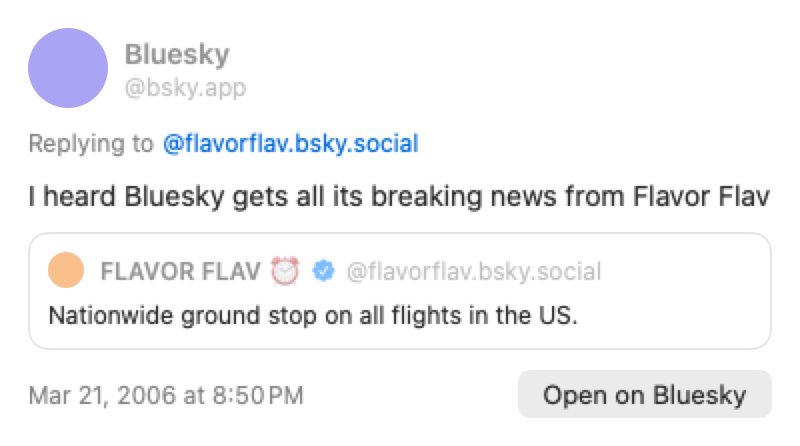 Bluesky
@bsky.app
Replying to @flavorflav.bsky.social
I heard Bluesky gets all its breaking news from Flavor Flav
FLAVOR FLAV ⏰ @flavorflav.bsky.social
Nationwide ground stop on all flights in the US.
Mar 21, 2006 at 8:50 PM
Open on Bluesky